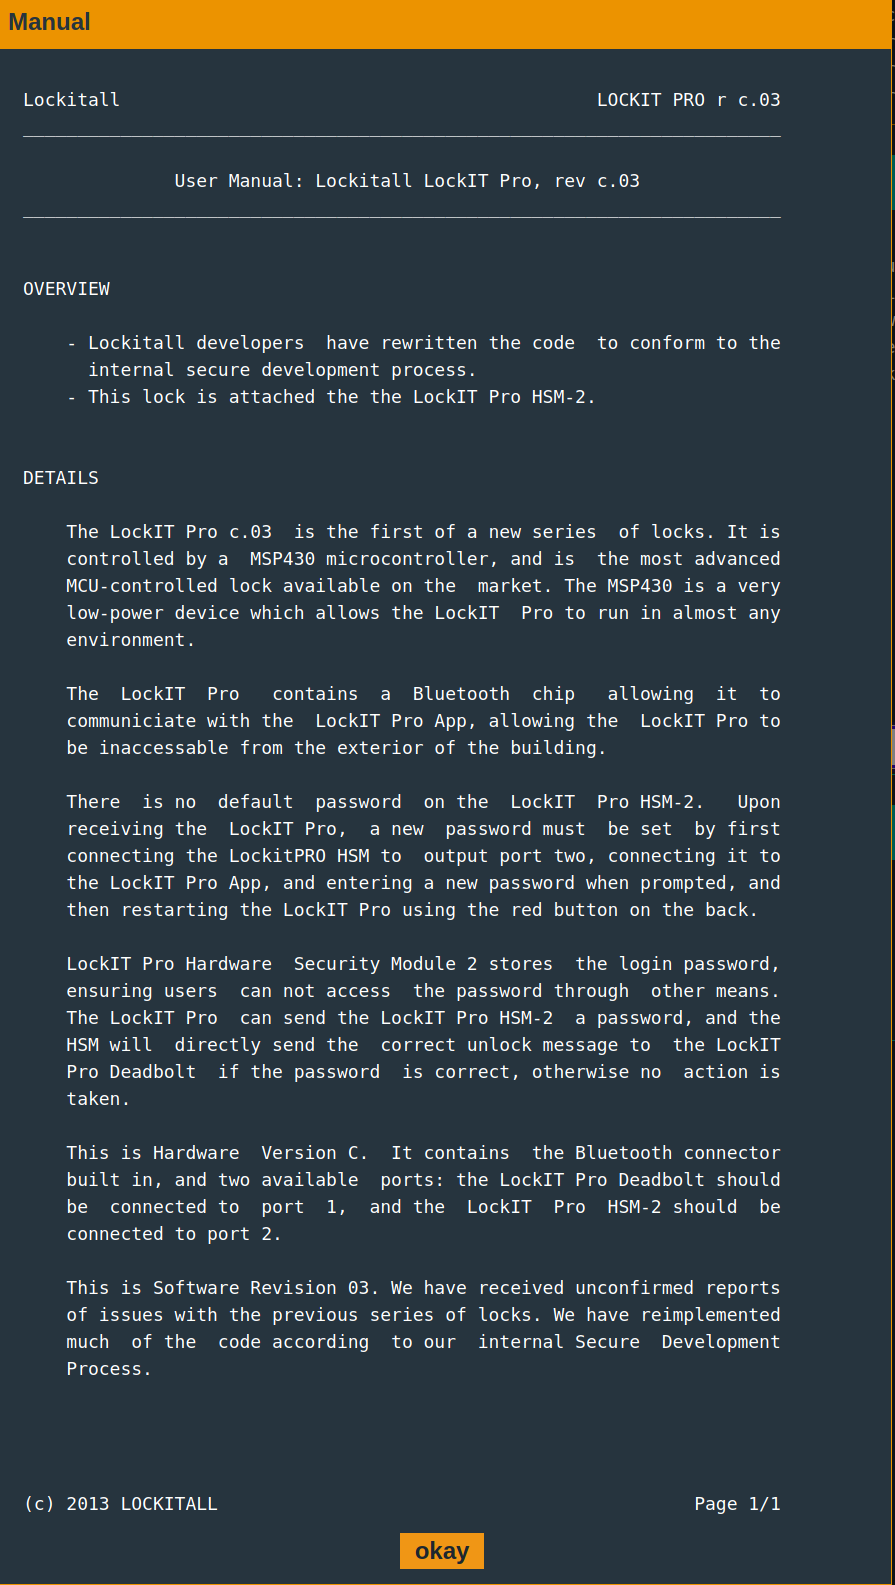 Manual
Lockitall LOCKIT PRO r c.03
User Manual: Lockitall LockIT Pro, rev c.03
OVERVIEW
- Lockitall developers  have rewritten the code  to conform to the
internal secure development process.
- This lock is attached the the LockIT Pro HSM-2.
DETAILS
The LockIT Pro c.03  is the first of a new series  of locks. It is
controlled by a  MSP430 microcontroller, and is  the most advanced
MCU-controlled lock available on the  market. The MSP430 is a very
low-power device which allows the LockIT  Pro to run in almost any
environment.
The  LockIT  Pro   contains  a  Bluetooth  chip   allowing  it  to
communiciate with the  LockIT Pro App, allowing the  LockIT Pro to
be inaccessable from the exterior of the building.
There  is no  default  password  on the  LockIT  Pro HSM-2.   Upon
receiving the  LockIT Pro,  a new  password must  be set  by first
connecting the LockitPRO HSM to  output port two, connecting it to
the LockIT Pro App, and entering a new password when prompted, and
then restarting the LockIT Pro using the red button on the back.
LockIT Pro Hardware  Security Module 2 stores  the login password,
ensuring users  can not access  the password through  other means.
The LockIT Pro  can send the LockIT Pro HSM-2  a password, and the
HSM will  directly send the  correct unlock message to  the LockIT
Pro Deadbolt  if the password  is correct, otherwise no  action is
taken.
This is Hardware  Version C.  It contains  the Bluetooth connector
built in, and two available  ports: the LockIT Pro Deadbolt should
be  connected to  port  1,  and the  LockIT  Pro  HSM-2 should  be
connected to port 2.
This is Software Revision 03. We have received unconfirmed reports
of issues with the previous series of locks. We have reimplemented
much  of the  code according  to our  internal Secure  Development
Process.
(c) 2013 LOCKITALL Page 1/1
okay